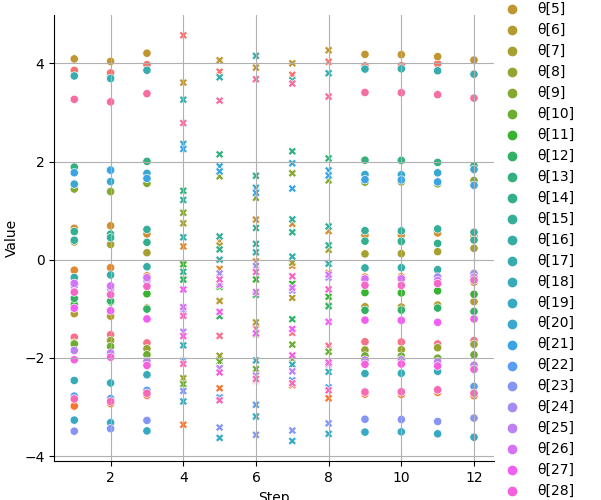 4
2
0
−2
−4
Value
2
4
6
8
10
12
Step
θ[5]
θ[6]
θ[7]
θ[8]
θ[9]
θ[10]
θ[11]
θ[12]
θ[13]
θ[14]
θ[15]
θ[16]
θ[17]
θ[18]
θ[19]
θ[20]
θ[21]
θ[22]
θ[23]
θ[24]
θ[25]
θ[26]
θ[27]
θ[28]